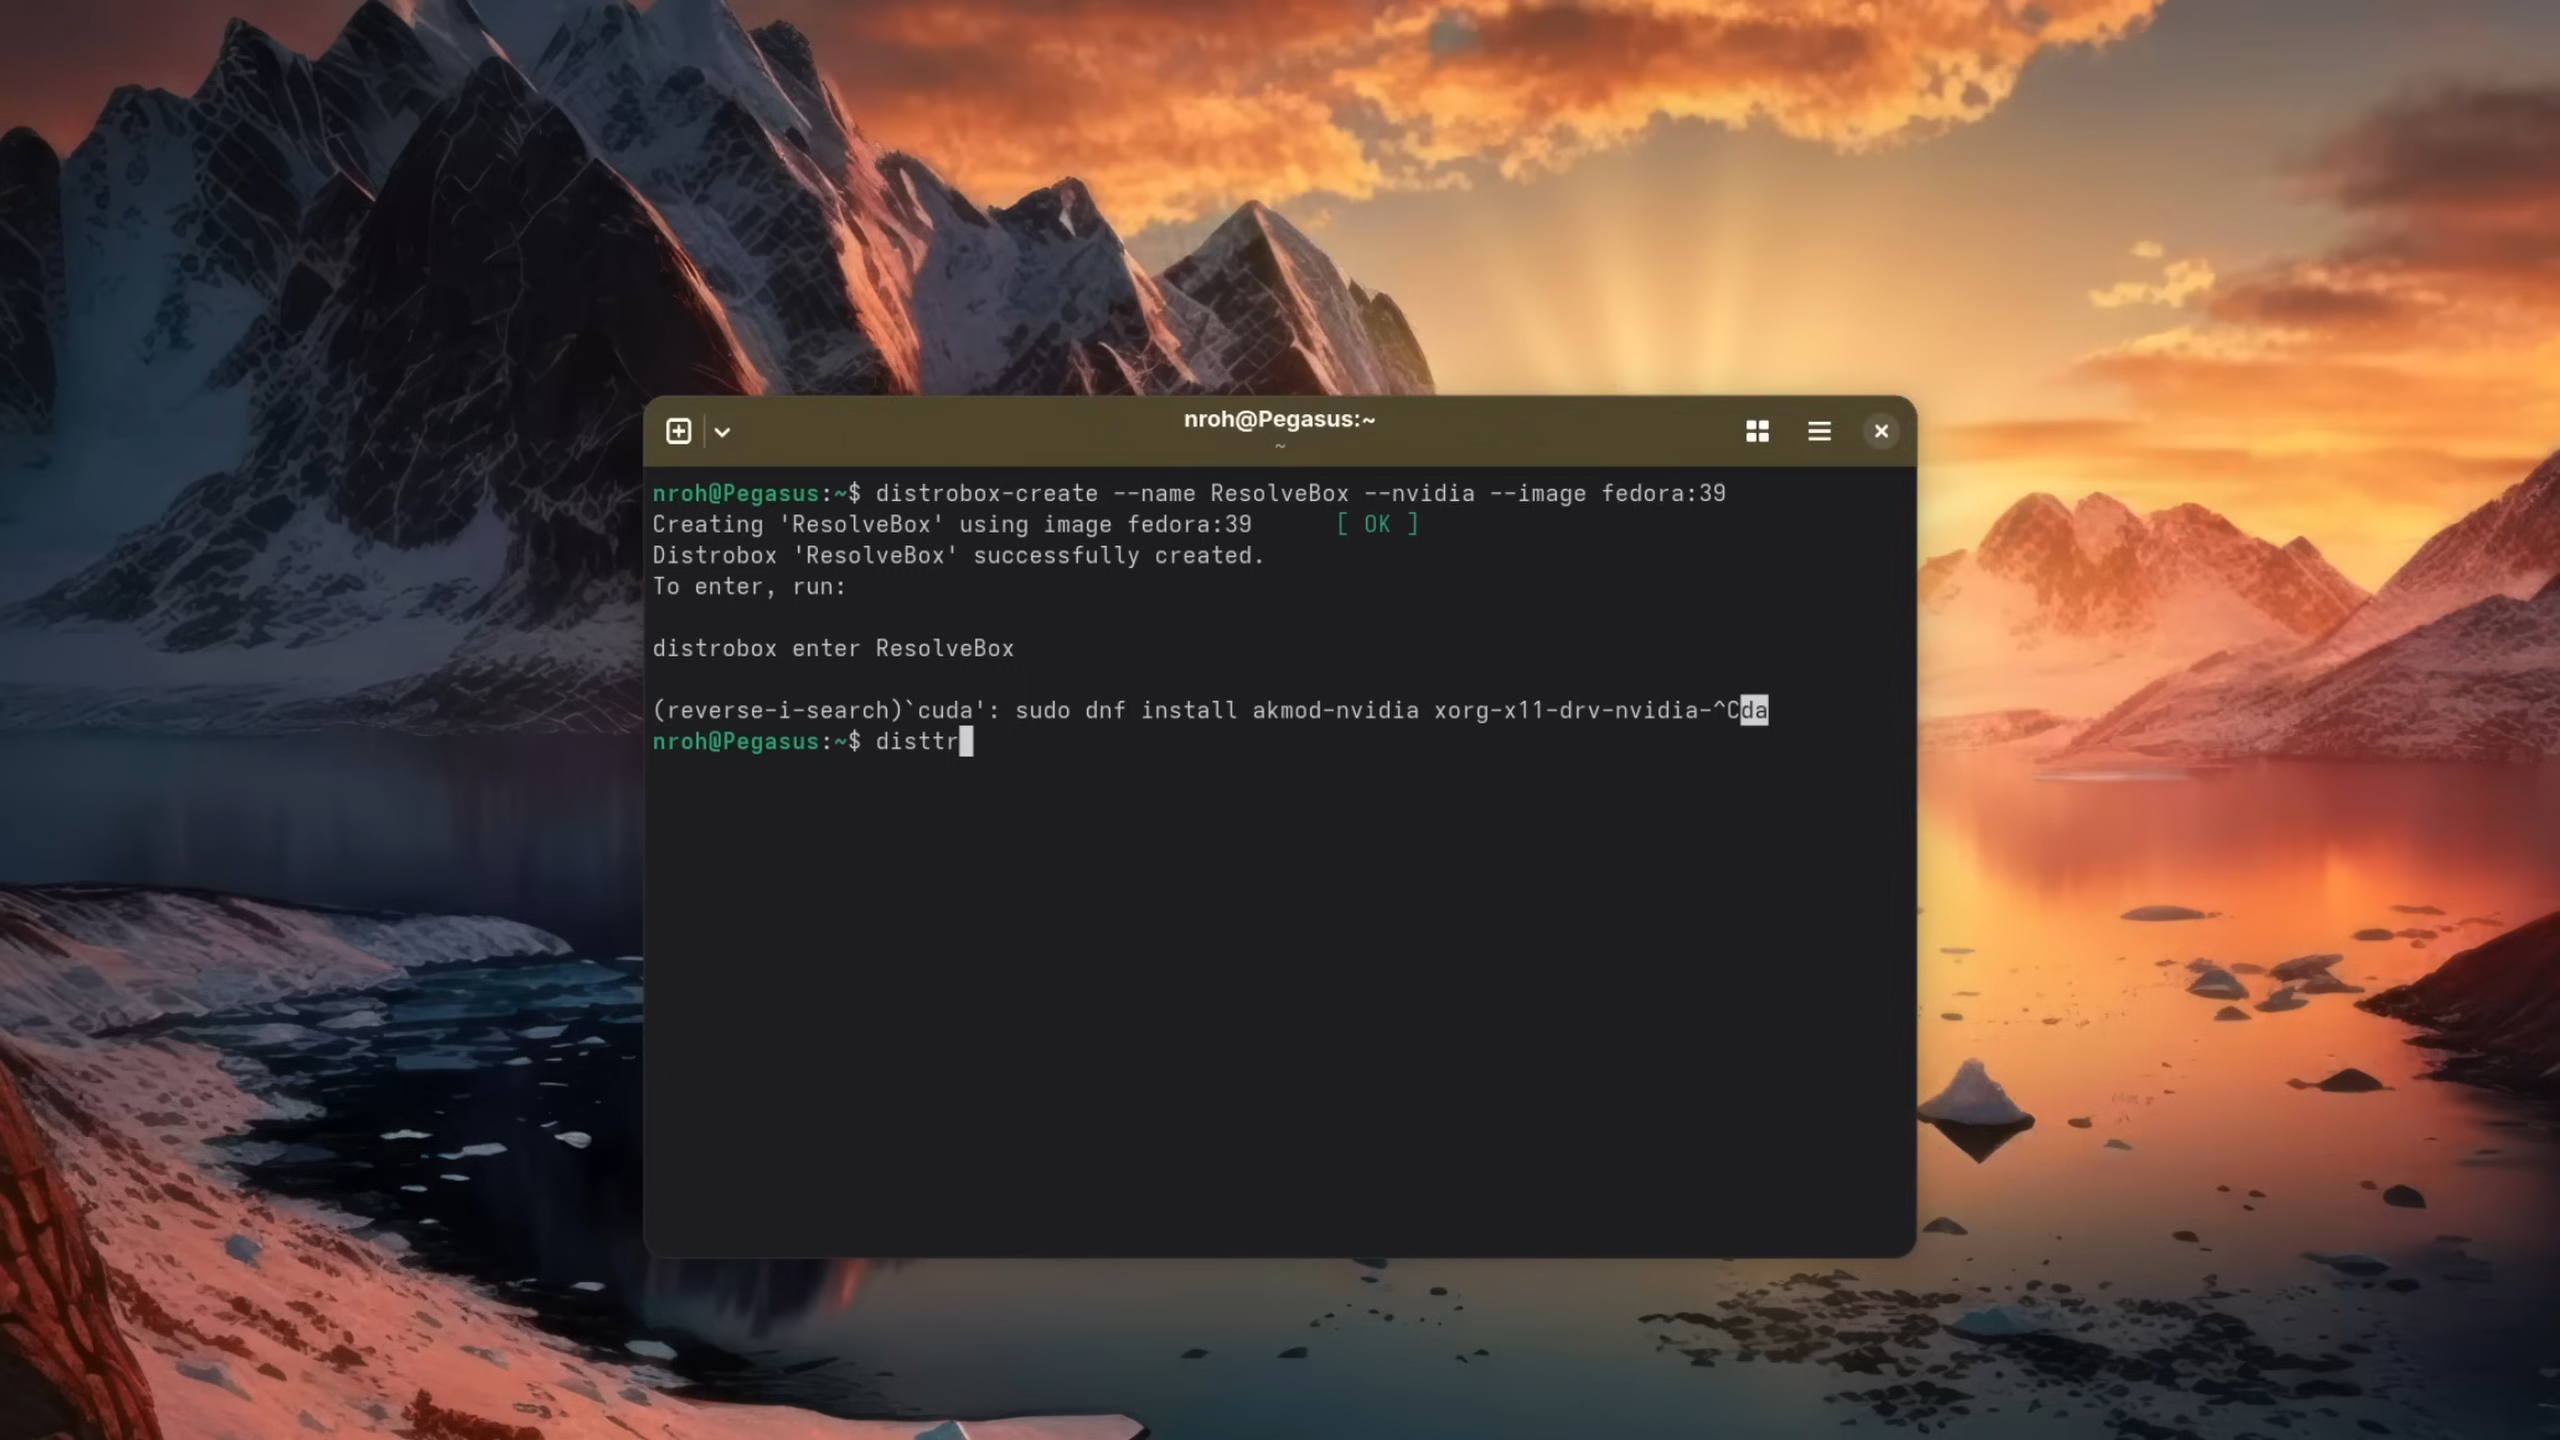 nroh@Pegasus:~
~
nroh@Pegasus:~$ distrobox-create --name ResolveBox --nvidia --image fedora:39
Creating 'ResolveBox' using image fedora:39      [ OK ]
Distrobox 'ResolveBox' successfully created.
To enter, run:
distrobox enter ResolveBox
(reverse-i-search)`cuda': sudo dnf install akmod-nvidia xorg-x11-drv-nvidia-^Cda
nroh@Pegasus:~$ disttr